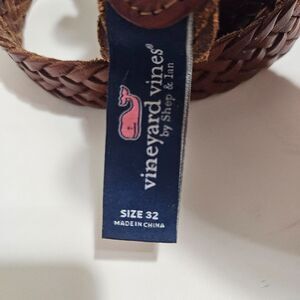 vineyard vines®
by Shep & Ian
SIZE 32
MADE IN CHINA